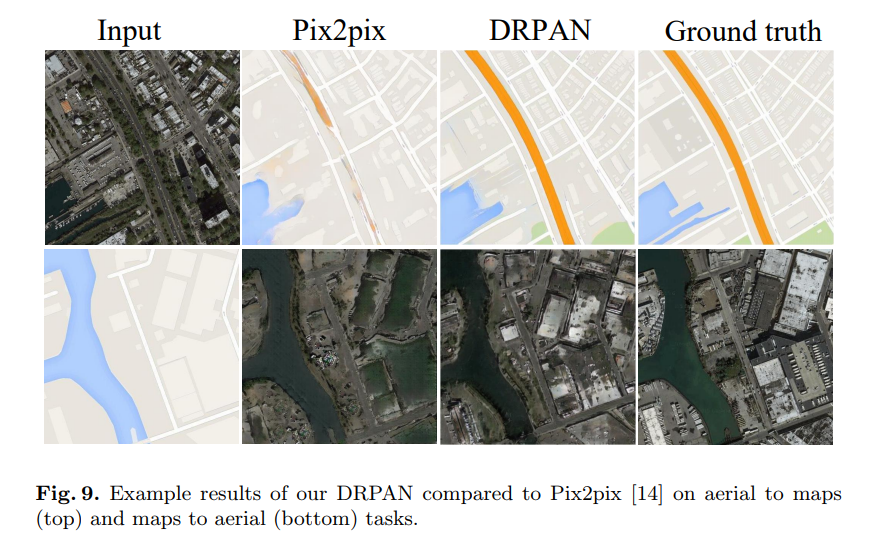 Input Pix2pix DRPAN Ground truth
Fig. 9. Example results of our DRPAN compared to Pix2pix [14] on aerial to maps
(top) and maps to aerial (bottom) tasks.